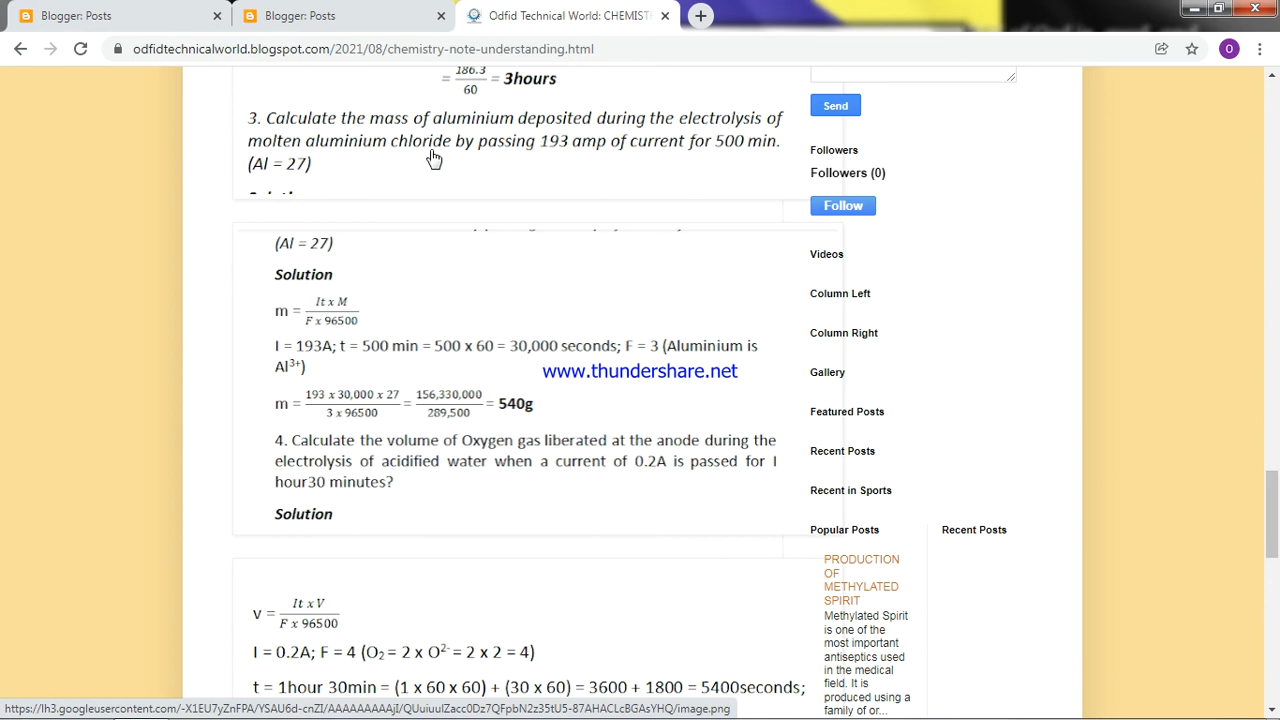 Blogger: Posts
Blogger: Posts
Odfid Technical World: CHEMIST
odfidtechnicalworld.blogspot.com/2021/08/chemistry-note-understanding.html
O
= 186.3/60 = 3hours
3. Calculate the mass of aluminium deposited during the electrolysis of
molten aluminium chloride by passing 193 amp of current for 500 min.
(Al = 27)
(Al = 27)
Solution
m = It x M / F x 96500
I = 193A; t = 500 min = 500 x 60 = 30,000 seconds; F = 3 (Aluminium is
Al³⁺)
www.thundershare.net
m = 193 x 30,000 x 27 / 3 x 96500 = 156,330,000 / 289,500 = 540g
4. Calculate the volume of Oxygen gas liberated at the anode during the
electrolysis of acidified water when a current of 0.2A is passed for I
hour30 minutes?
Solution
v = It x V / F x 96500
I = 0.2A; F = 4 (O₂ = 2 x O²⁻ = 2 x 2 = 4)
t = 1hour 30min = (1 x 60 x 60) + (30 x 60) = 3600 + 1800 = 5400seconds;
Send
Followers
Followers (0)
Follow
Videos
Column Left
Column Right
Gallery
Featured Posts
Recent Posts
Recent in Sports
Popular Posts
Recent Posts
PRODUCTION
OF
METHYLATED
SPIRIT
Methylated Spirit
is one of the
most important
antiseptics used
in the medical
field. It is
produced using a
family of or...